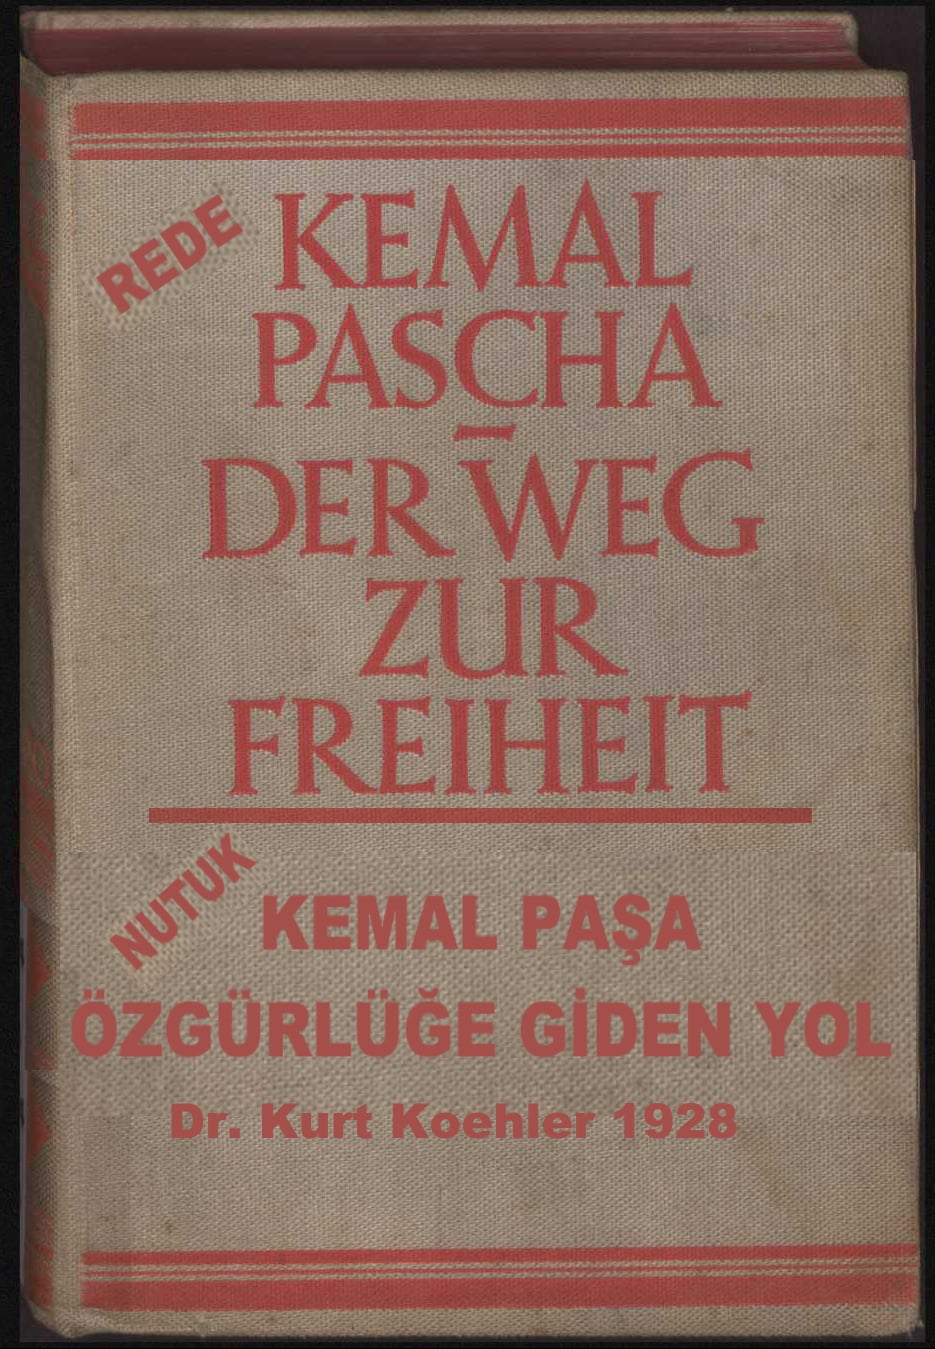 REDE
KEMAL
PASCHA
–
DER WEG
ZUR
FREIHEIT
NUTUK
KEMAL PAŞA
ÖZGÜRLÜĞE GİDEN YOL
Dr. Kurt Koehler 1928